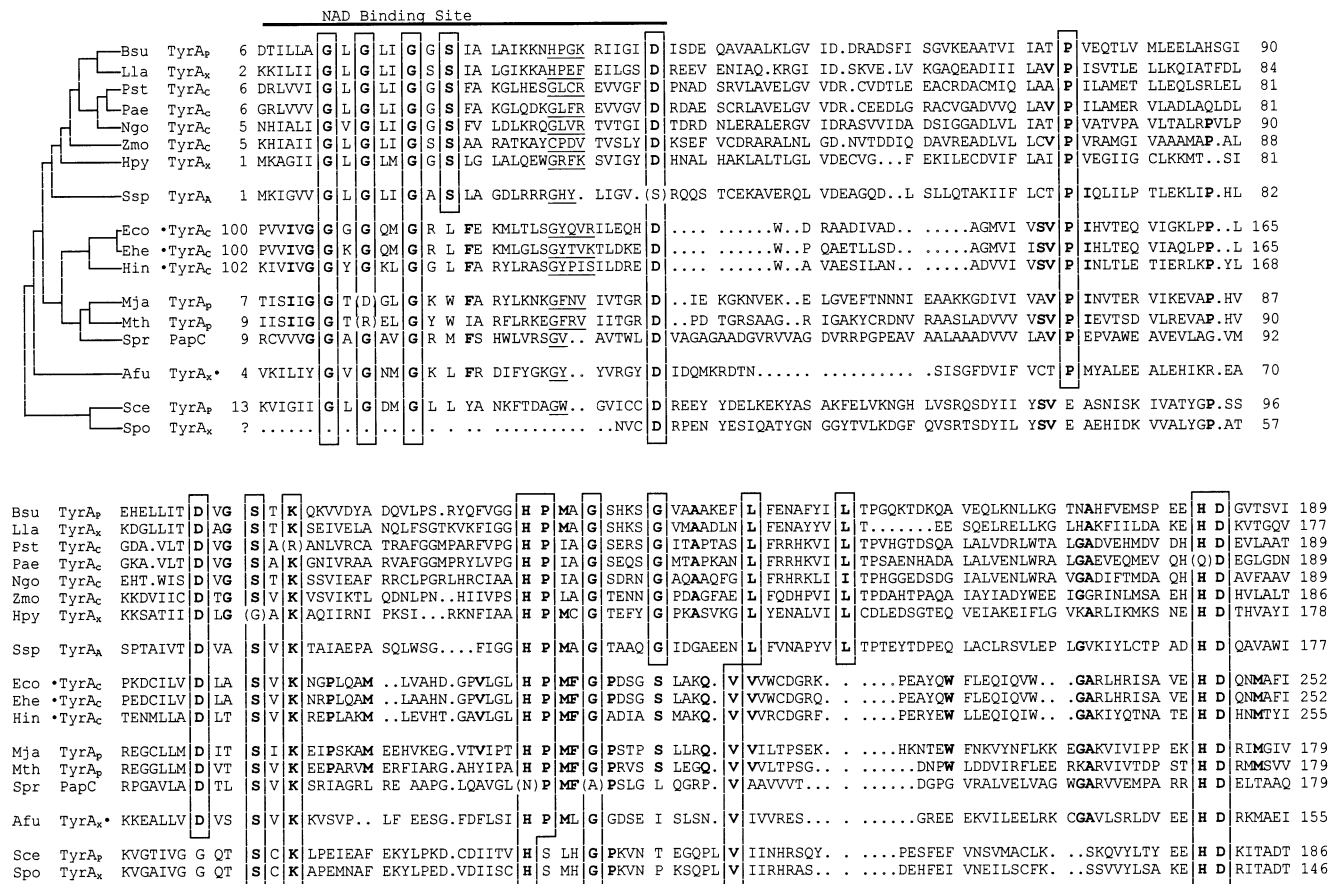 NAD Binding Site
Bsu TyrAP 6 DTILLA G L G LI G G S IA LAIKKNHPGK RIIGI D ISDE QAVAALKLGV ID.DRADSFI SGVKEAATVI IAT P VEQTLV MLEELAHSGI 90
Lla TyrAx 2 KKILII G L G LI G S S IA LGIKKAHPEF EILGS D REEV VENIAQ.KRG ID.SKVE.LV KGAQEADIII LAV P ISVTLE LLKQIATFDL 84
Pst TyrAc 6 DRLVVI G L G LI G G S FA KGLHESGLCR EVVGF D PNAD SRVLAVELGV VDR.CVDTLE EACRDACMIQ LAA P ILAMET LLEQLSRLEL 81
Pae TyrAc 6 GRLVVV G L G LI G G S FA KGLQDKGLFR EVVGV D RDAE SCRLAVELGV VDR.CEEDLG RACVGADVVQ LAV P ILAMER VLADLAQLDL 81
Ngo TyrAc 5 NHIALI G V G LI G G S FV LDLKRQGLVR TVTGI D TDRD NLERALERGV IDRASVVIDA DSIGGADLVL IAT P VATVPA VLTALRPVLP 90
Zmo TyrAc 5 KHIAII G L G LI G S S AA RATKAYCPDV TVSLY D KSEF VCDRARALNL GD.NVTDDIQ DAVREADLVL LCV P VRAMGI VAAAMAP.AL 88
Hpy TyrAx 1 MKAGII G L G LM G G S LG LALQEWGRFK SVIGY D HNAL HAKLALTLGL VDECVG..F EKILECDVIF LAI P VEGIIG CLKKMT..SI 81
Ssp TyrAA 1 MKIGVV G L G LI G A S LA GDLRRRGHY. LIGV. (S) RQQS TCEKAVERQL VDEAGQD..L SLLQTAKIIF LCT P IQLILP TLEKLIP.HL 82
Eco •TyrAc 100 PVVIVG G G G QM G R L FE KMLTLSGYQVRILEQH D ..........W. .D RAADIVAD.. .....AGMVI VSV P IHVTEQ VIGKLPP..L 165
Ehe •TyrAc 100 PVVIVG G K G QM G R L FE KMLGLSGYTVKTLDKE D ..........W. .P QAETLLSD.. .....AGMVI ISV P IHLTEQ VIAQLPP..L 165
Hin •TyrAc 102 KIVIVG G Y G KL G G L FA RYLRASGYPISILDRE D ..........W. .A VAESILAN.. .....ADVVI VSV P INLTLE TIERLKP.YL 168
Mja TyrAP 7 TISIIG G T (D) GL G K W FA RYLKNKGFNV IVTGR D ..IE KGKNVEK..E LGVEFTNNNI EAAKKGDIVI VAV P INVTER VIKEVAP.HV 87
Mth TyrAP 9 IISIIG G T (R) EL G Y W IA RFLRKEGFRV IITGR D ..PD TGRSAAG..R IGAKYCRDNV RAASLADVVV VAV P IEVTSD VLREVAP.HV 90
Spr PapC 9 RCVVVG G A G AV G R M FS HWLVRSGV.. AVTWL D VAGAGAADGVRVVAG DVRRPGPEAV AALAAADVVV LAV P EPVAWE AVEVLAG.VM 92
Afu TyrAx• 4 VKILIY G V G NM G K L FR DIFYGKGY.. YVRGY D IDQMKRDTN............. .....SISGFDVIF VCT P MYALEE ALEHIKR.EA 70
Sce TyrAP 13 KVIGII G L G DM G L L YA NKFTDAGW.. GVICC D REEY YDELKEKYAS AKFELVKNGH LVSRQSDYII YSV E ASNISK IVATYGP.SS 96
Spo TyrAx ? ...... . . . .. . . . .. ........ NVC D RPEN YESIQATYGN GGYTVLKDGF QVSRTSDYIL YSV E AEHIDK VVALYGP.AT 57
Bsu TyrAP EHELLIT D VG S T K QKVVDYA DQVLPS.RYQFVGG H P MA G SHKS G VAAAKEF L FENAFYI L TPGQKTDKQA VEQLKNLLKG TNAHFVEMSP EE H D GVTSVI 189
Lla TyrAx KDGLLIT D AG S T K SEIVELA NQLFSGTKVKFIGG H P MA G SHKS G VMAADLN L FENAYYV L T.....EE SQELRELLKG LHAKFIILDA KE H D KVTGQV 177
Pst TyrAc GDA.VLT D VG S A (R) ANLVRCA TRAFGGMPARFVPG H P IA G SERS G ITAPTAS L FRRHKVI L TPVHGTDSQA LALVDRLWTA LGADVEHMDV DH H D EVLAAT 189
Pae TyrAc GKA.VLT D VG S A K GNIVRAA RVAFGGMPRYLVPG H P IA G SEQS G MTAPKAN L FRRHKVI L TPSAENHADA LALVENLWRA LGAEVEQMEV QH (Q) D EGLGDN 189
Ngo TyrAc EHT.WIS D VG S T K SSVIEAF RRCLPGRLHRCIAA H P IA G SDRN G AQAAQFG L FRHRKLI I TPHGGEDSDG IALVENLWRA VGADIFTMDA QH H D AVFAAV 189
Zmo TyrAc KKDVIIC D TG S V K VSVIKTL QDNLPN..HIIVPS H P LA G TENN G PDAGFAE L FQDHPVI L TPDAHTPAQA IAYIADYWEE IGGRINLMSA EH H D HVLALT 186
Hpy TyrAx KKSATII D LG (G) A K AQIIRNI PKSI...RKNFIAA H P MC G TEFY G PKASVKG L YENALVI L CDLEDSGTEQ VEIAKEIFLG VKARLIKMKS NE H D THVAYI 178
Ssp TyrAA SPTAIVT D VA S V K TAIAEPA SQLWSG....FIGG H P MA G TAAQ G IDGAEEN L FVNAPYV L TPTEYTDPEQ LACLRSVLEP LGVKIYLCTP AD H D QAVAWI 177
Eco •TyrAc PKDCILV D LA S V K NGPLQAM ..LVAHD.GPVLGL H P MF G PDSG S LAKQ. V VVWCDGRK .....PEAYQW FLEQIQVW.. .GARLHRISA VE H D QNMAFI 252
Ehe •TyrAc PEDCILV D LA S V K NRPLQAM ..LAAHN.GPVLGL H P MF G PDSG S LAKQ. V VVWCDGRQ .....PEAYQW FLEQIQVW.. .GARLHRISA VE H D QNMAFI 252
Hin •TyrAc TENMLLA D LT S V K REPLAKM ..LEVHT.GAVLGL H P MF G ADIA S MAKQ. V VVRCDGRF .....PERYEW LLEQIQIW.. .GAKIYQTNA TE H D HNMTYI 255
Mja TyrAP REGCLLM D IT S I K EIPSKAM EEHVKEG.VTVIPT H P MF G PSTP S LLRQ. V VILTPSEK .....HKNTEW FNKVYNFLKK EGAKVIVIPP EK H D RIMGIV 179
Mth TyrAP REGGLLM D VT S V K EEPARVM ERFIARG.AHYIPA H P MF G PRVS S LEGQ. V VVLTPSG. .......DNPW LDDVIRFLEE RKARVIVTDP ST H D RMMSVV 179
Spr PapC RPGAVLA D TL S V K SRIAGRL RE EAAPG.LQAVGL (N) P MF (A) PSLG L QGRP. V AAVVVT.. .......DGPG VRALVELVAG WGARVVEMPA RR H D ELTAAQ 179
Afu TyrAx• KKEALLV D VS S V K KVSVP.. LF EESG.FDFLSI H P ML G GDSE I SLSN. V IVVRES.. .......GREE EKVILEELRK CGAVLSRLDV EE H D RKMAEI 155
Sce TyrAP KVGTIVG G QT S C K LPEIEAF EKYLPKD.CDIITV H S LH G PKVN T EGQPL V IINHRSQY .....PESFEF VNSVMACLK. ..SKQVYLTY EE H D KITADT 186
Spo TyrAx KVGAIVG G QT S C K APEMNAF EKYLPED.VDIISC H S MH G PKVN P KSQPL V IIRHRAS. .....DEHFEI VNEILSCFK. ..SSVVYLSA KE H D RITADT 146